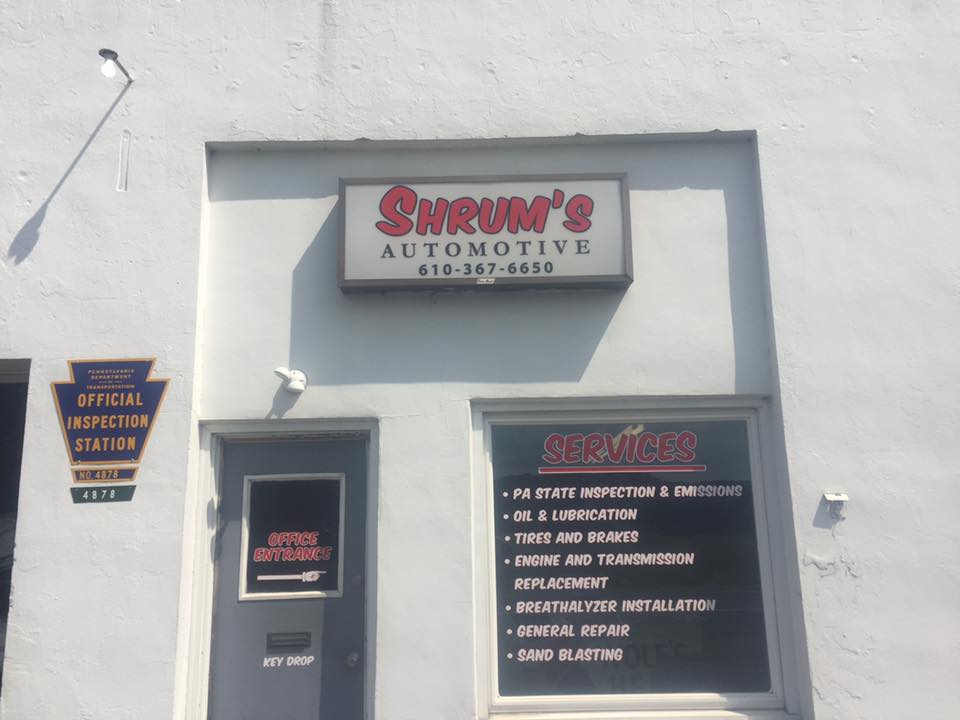 SHRUM'S
AUTOMOTIVE
610-367-6650
PENNSYLVANIA
DEPARTMENT
OF
TRANSPORTATION
OFFICIAL
INSPECTION
STATION
NO 4878
4878
OFFICE
ENTRANCE
KEY DROP
SERVICES
• PA STATE INSPECTION & EMISSIONS
• OIL & LUBRICATION
• TIRES AND BRAKES
• ENGINE AND TRANSMISSION
REPLACEMENT
• BREATHALYZER INSTALLATION
• GENERAL REPAIR
• SAND BLASTING